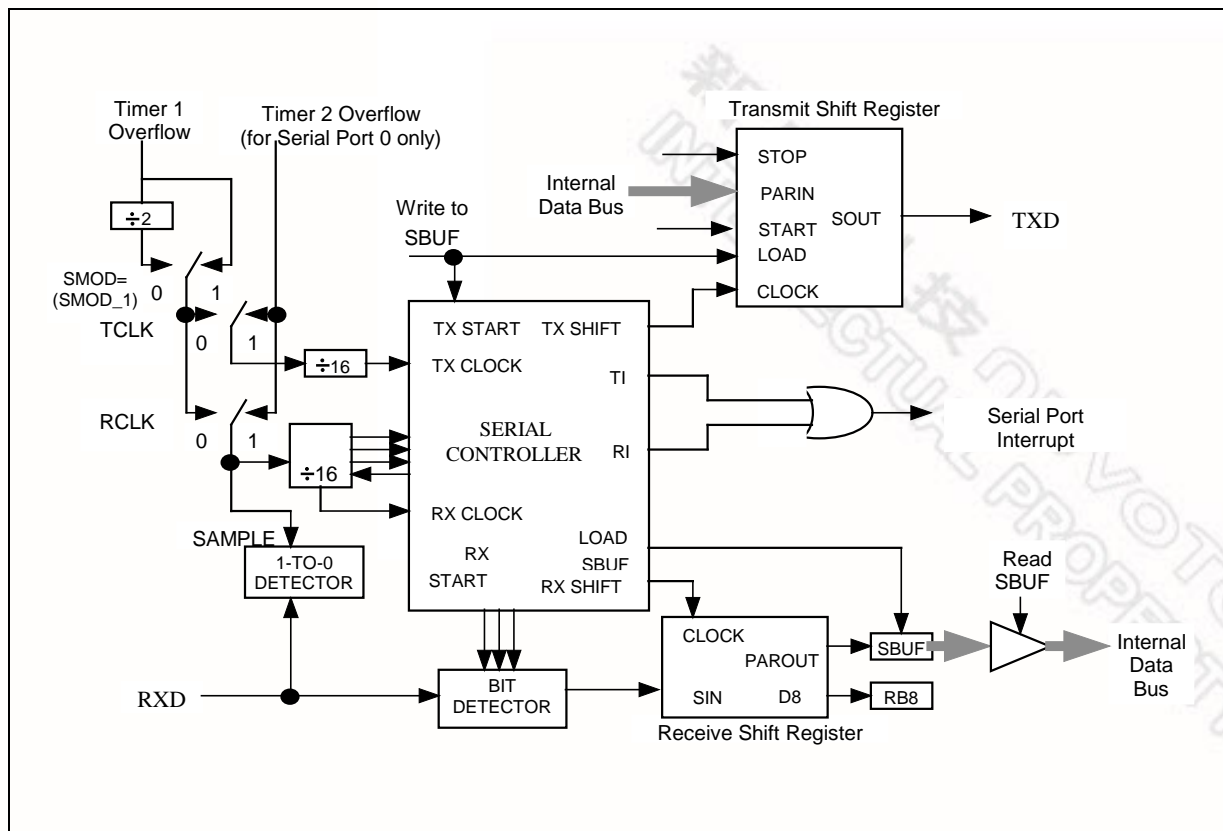 Timer 1
Overflow
Timer 2 Overflow
(for Serial Port 0 only)
÷2
SMOD=
(SMOD_1)
0
1
TCLK
0
1
÷16
RCLK
0
1
÷16
SAMPLE
1-TO-0
DETECTOR
RXD
Write to
SBUF
Internal
Data Bus
Transmit Shift Register
STOP
PARIN
SOUT
START
LOAD
CLOCK
TXD
TX START
TX SHIFT
TX CLOCK
TI
SERIAL
CONTROLLER
RI
RX CLOCK
RX
START
LOAD
SBUF
RX SHIFT
Serial Port
Interrupt
BIT
DETECTOR
CLOCK
PAROUT
SIN
D8
Receive Shift Register
SBUF
RB8
Read
SBUF
Internal
Data
Bus